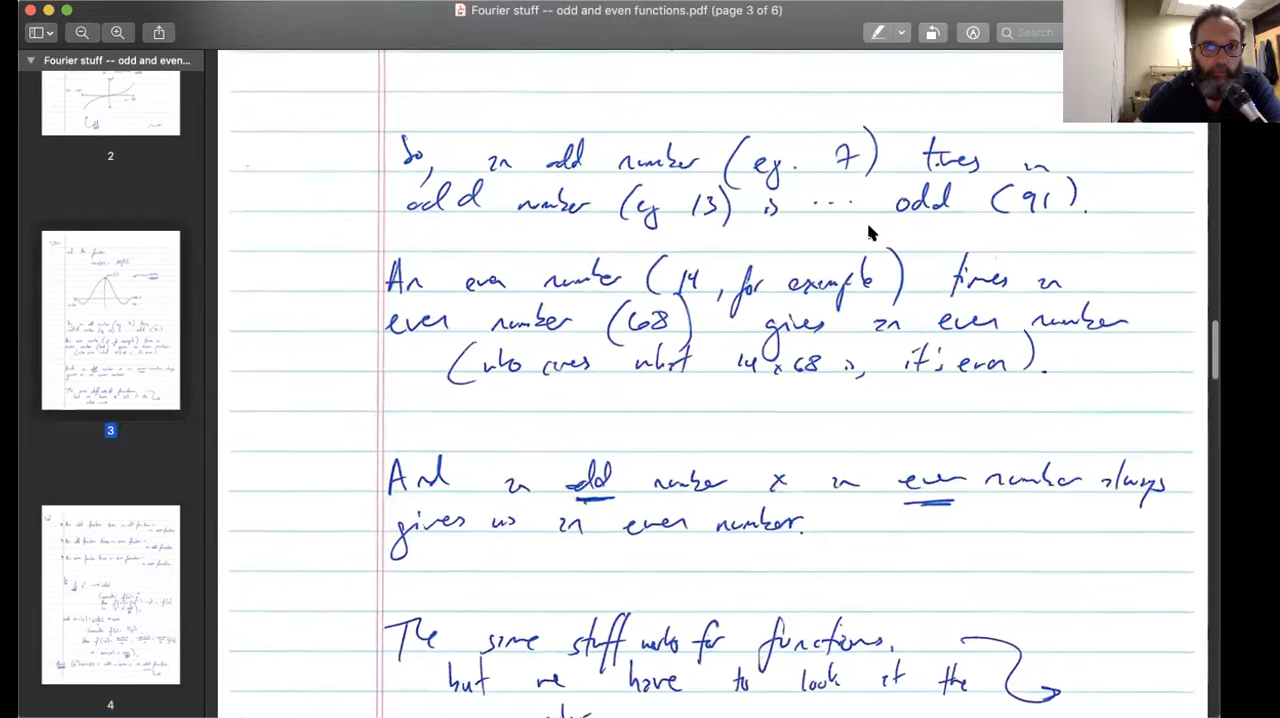 Fourier stuff -- odd and even functions.pdf (page 3 of 6)
Search
Fourier stuff -- odd and even...
2
3
4
So, an odd number (eg. 7) times an
odd number (eg 13) is ... odd (91).
An even number (14, for example) times an
even number (68) gives an even number
(who cares what 14 x 68 is, it's even).
And an odd number x an even number always
gives us an even number.
The same stuff works for functions.
but we have to look at the